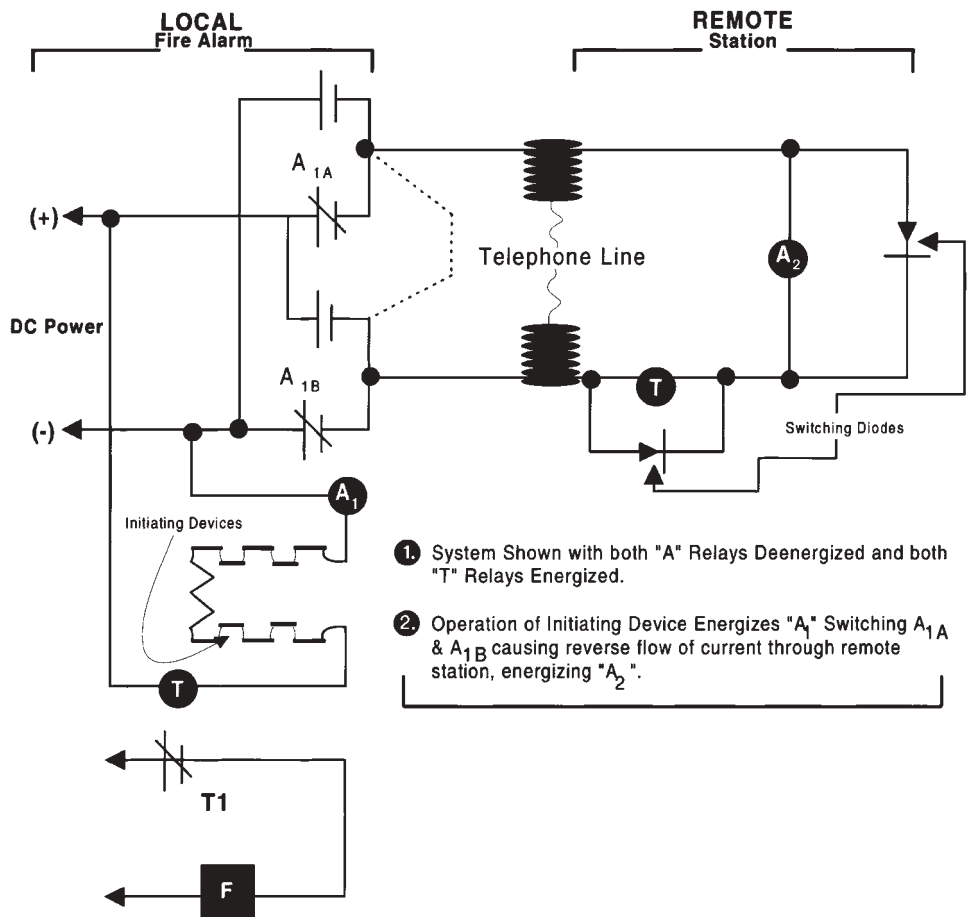 LOCAL
Fire Alarm
REMOTE
Station
A 1A
(+)
Telephone Line
A2
DC Power
A 1B
T
(-)
Switching Diodes
A1
Initiating Devices
1. System Shown with both "A" Relays Deenergized and both
"T" Relays Energized.
2. Operation of Initiating Device Energizes "A1" Switching A1A
& A1B causing reverse flow of current through remote
station, energizing "A2".
T
T1
F